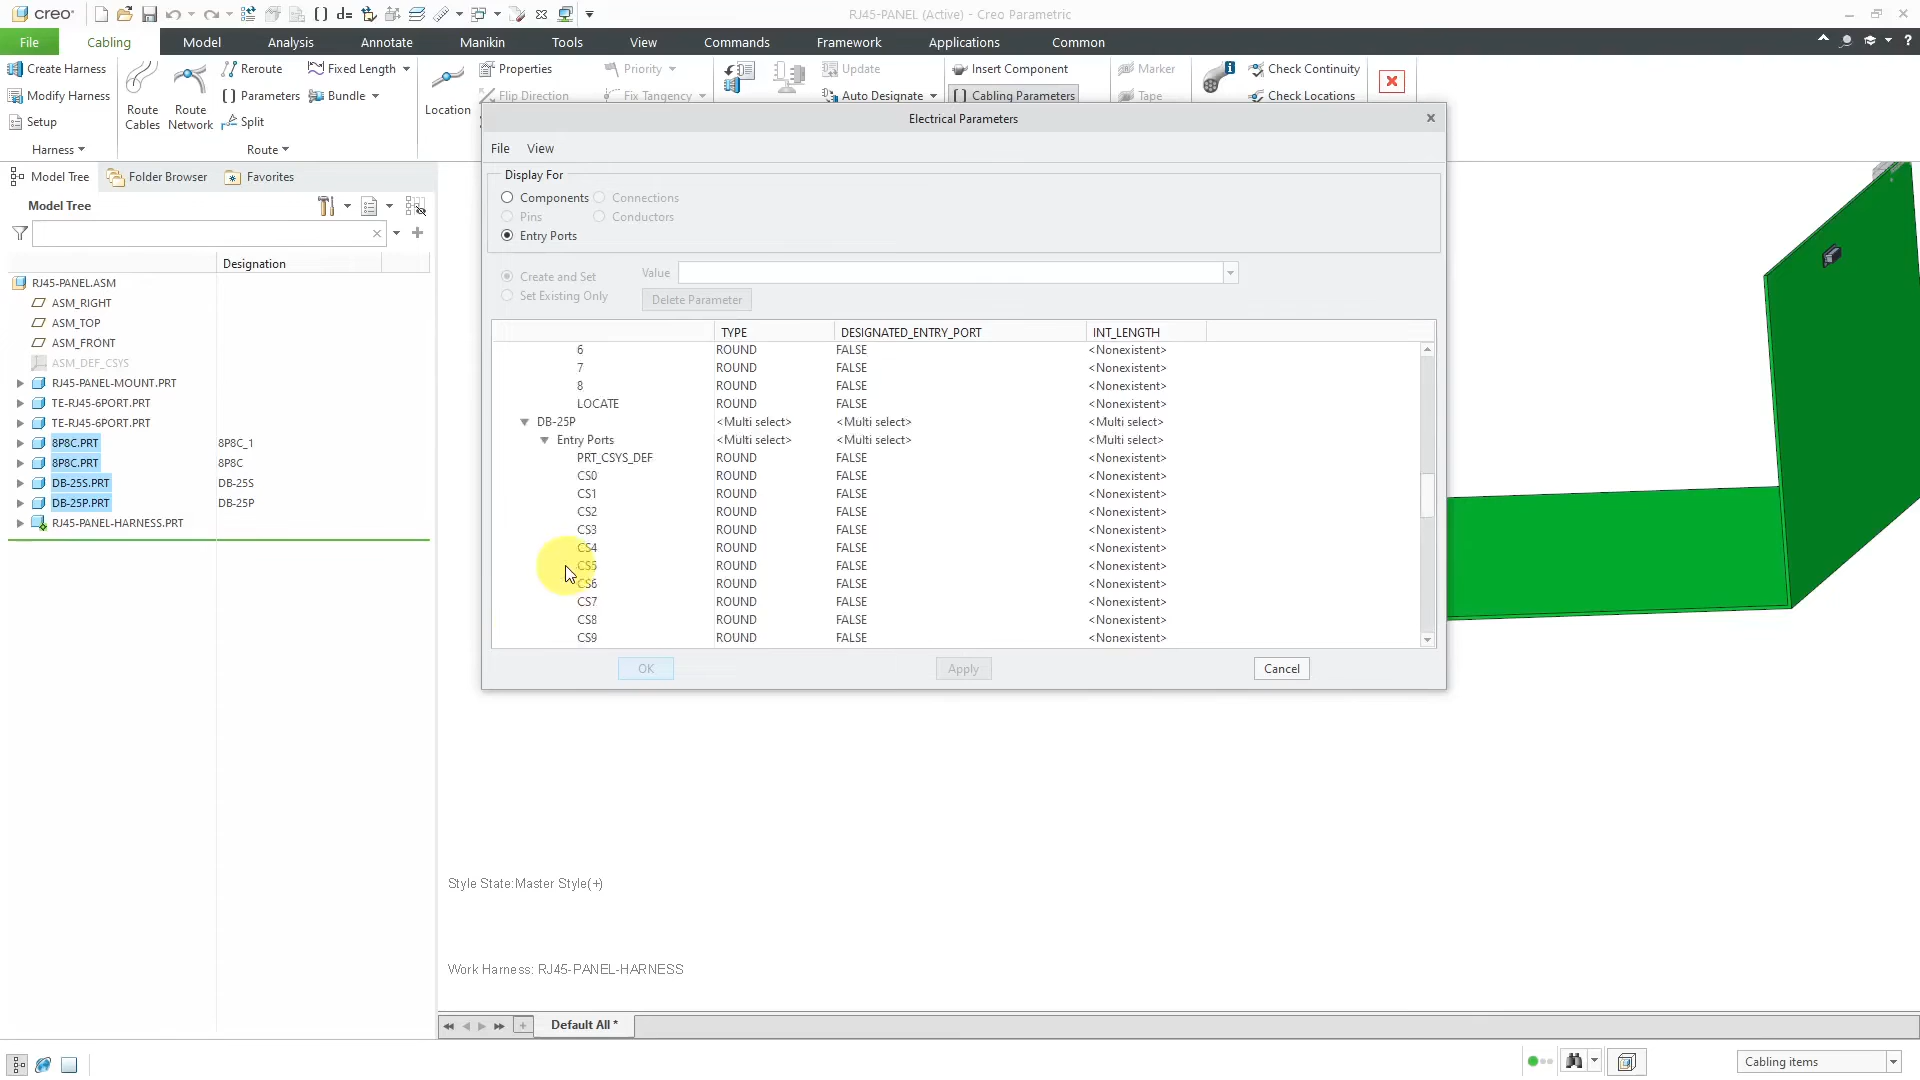 creo° d= RJ45-PANEL (Active) - Creo Parametric
File Cabling Model Analysis Annotate Manikin Tools View Commands Framework Applications Common
Create Harness Reroute Fixed Length Properties Priority Update Insert Component Marker Check Continuity
Modify Harness Route Cables Route Network Parameters Bundle Location Flip Direction Fix Tangency Auto Designate Cabling Parameters Tape Check Locations
Setup Split
Harness Route
Electrical Parameters
File View
Model Tree Folder Browser Favorites
Model Tree
Designation
RJ45-PANEL.ASM
ASM_RIGHT
ASM_TOP
ASM_FRONT
ASM_DEF_CSYS
RJ45-PANEL-MOUNT.PRT
TE-RJ45-6PORT.PRT
TE-RJ45-6PORT.PRT
8P8C.PRT 8P8C_1
8P8C.PRT 8P8C
DB-25S.PRT DB-25S
DB-25P.PRT DB-25P
RJ45-PANEL-HARNESS.PRT
Display For
Components Connections
Pins Conductors
Entry Ports
Create and Set Value
Set Existing Only Delete Parameter
TYPE DESIGNATED_ENTRY_PORT INT_LENGTH
6 ROUND FALSE <Nonexistent>
7 ROUND FALSE <Nonexistent>
8 ROUND FALSE <Nonexistent>
LOCATE ROUND FALSE <Nonexistent>
DB-25P <Multi select> <Multi select> <Multi select>
Entry Ports <Multi select> <Multi select> <Multi select>
PRT_CSYS_DEF ROUND FALSE <Nonexistent>
CS0 ROUND FALSE <Nonexistent>
CS1 ROUND FALSE <Nonexistent>
CS2 ROUND FALSE <Nonexistent>
CS3 ROUND FALSE <Nonexistent>
CS4 ROUND FALSE <Nonexistent>
CS5 ROUND FALSE <Nonexistent>
CS6 ROUND FALSE <Nonexistent>
CS7 ROUND FALSE <Nonexistent>
CS8 ROUND FALSE <Nonexistent>
CS9 ROUND FALSE <Nonexistent>
OK Apply Cancel
Style State:Master Style(+)
Work Harness: RJ45-PANEL-HARNESS
Default All *
Cabling items